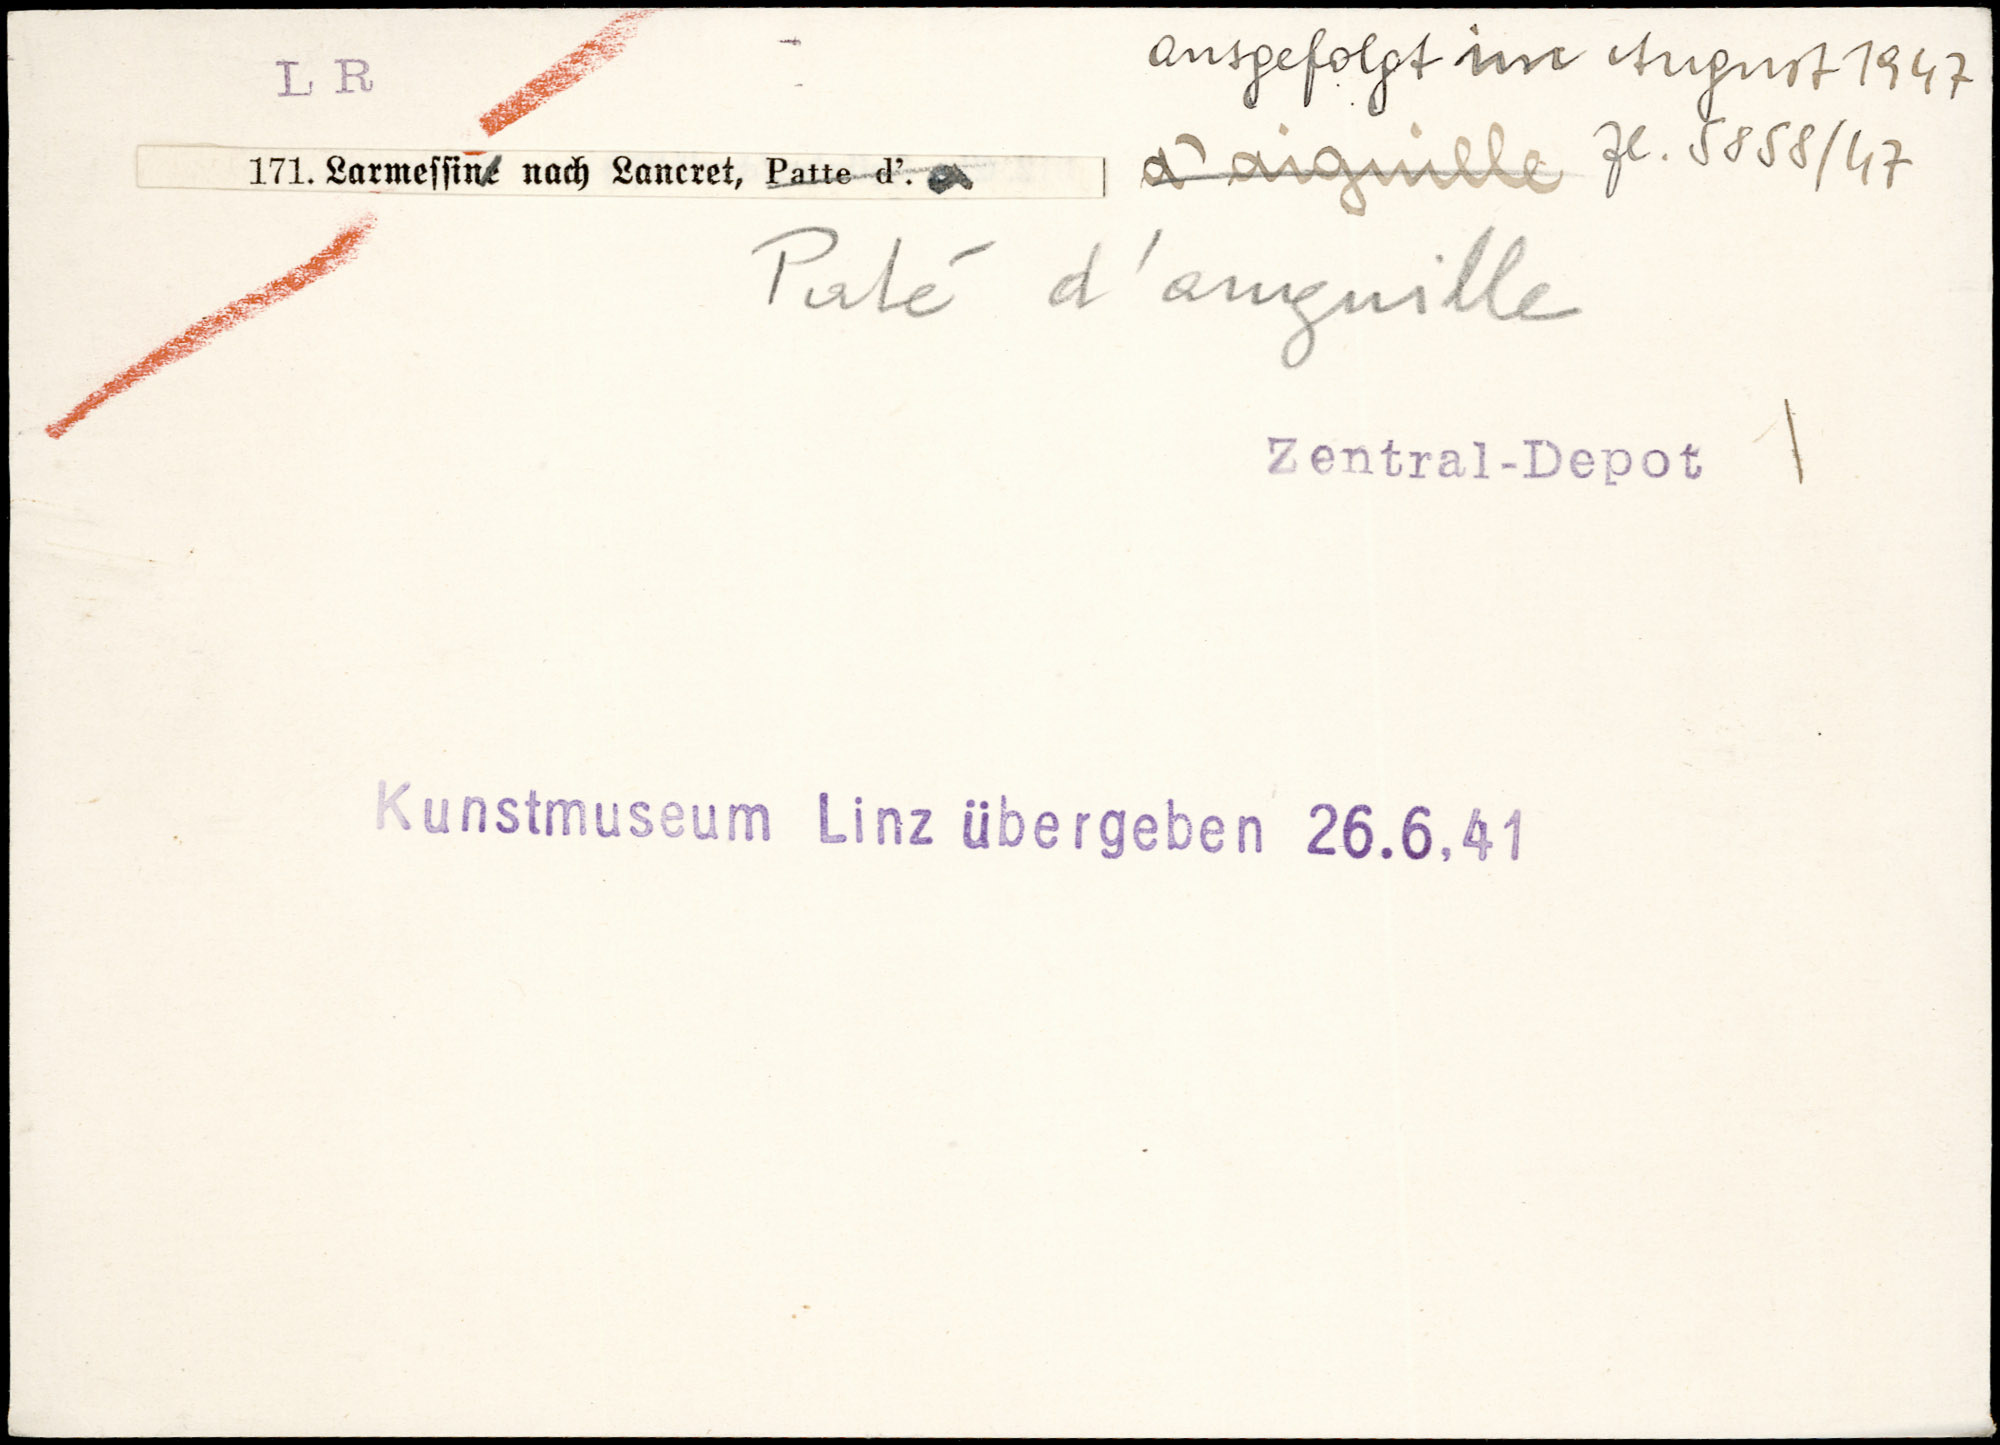 L R
ausgefolgt im August 1947
171. Larmeſſine nach Lancret, Patte d'. a
d'aiguille Zl. 5858/47
Paté d'anguille
Zentral-Depot
Kunstmuseum Linz übergeben 26.6.41